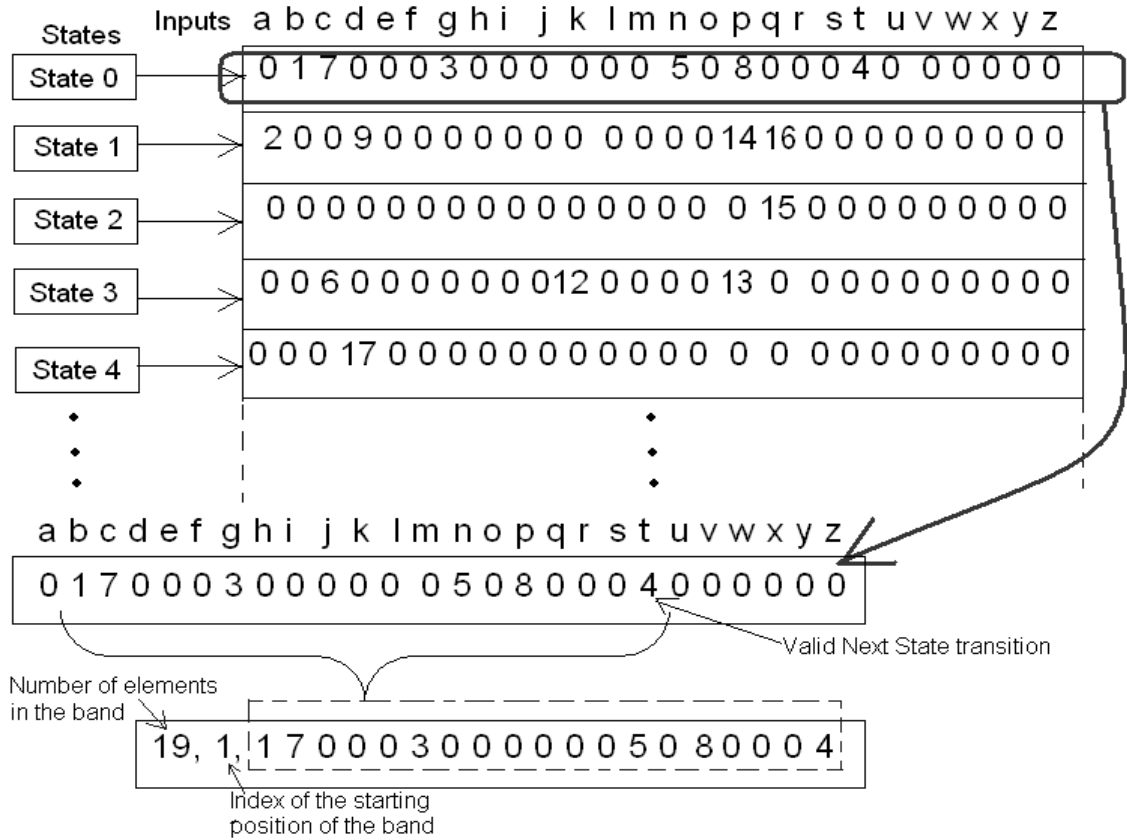 States Inputs a b c d e f g h i j k l m n o p q r s t u v w x y z
State 0 0 1 7 0 0 0 3 0 0 0 0 0 0 5 0 8 0 0 0 4 0 0 0 0 0 0
State 1 2 0 0 9 0 0 0 0 0 0 0 0 0 0 0 14 16 0 0 0 0 0 0 0 0 0
State 2 0 0 0 0 0 0 0 0 0 0 0 0 0 0 0 0 15 0 0 0 0 0 0 0 0 0
State 3 0 0 6 0 0 0 0 0 0 0 12 0 0 0 0 13 0 0 0 0 0 0 0 0 0 0
State 4 0 0 0 17 0 0 0 0 0 0 0 0 0 0 0 0 0 0 0 0 0 0 0 0 0 0
a b c d e f g h i j k l m n o p q r s t u v w x y z
0 1 7 0 0 0 3 0 0 0 0 0 0 5 0 8 0 0 0 4 0 0 0 0 0 0
Valid Next State transition
Number of elements
in the band
19, 1, 1 7 0 0 0 3 0 0 0 0 0 0 5 0 8 0 0 0 4
Index of the starting
position of the band